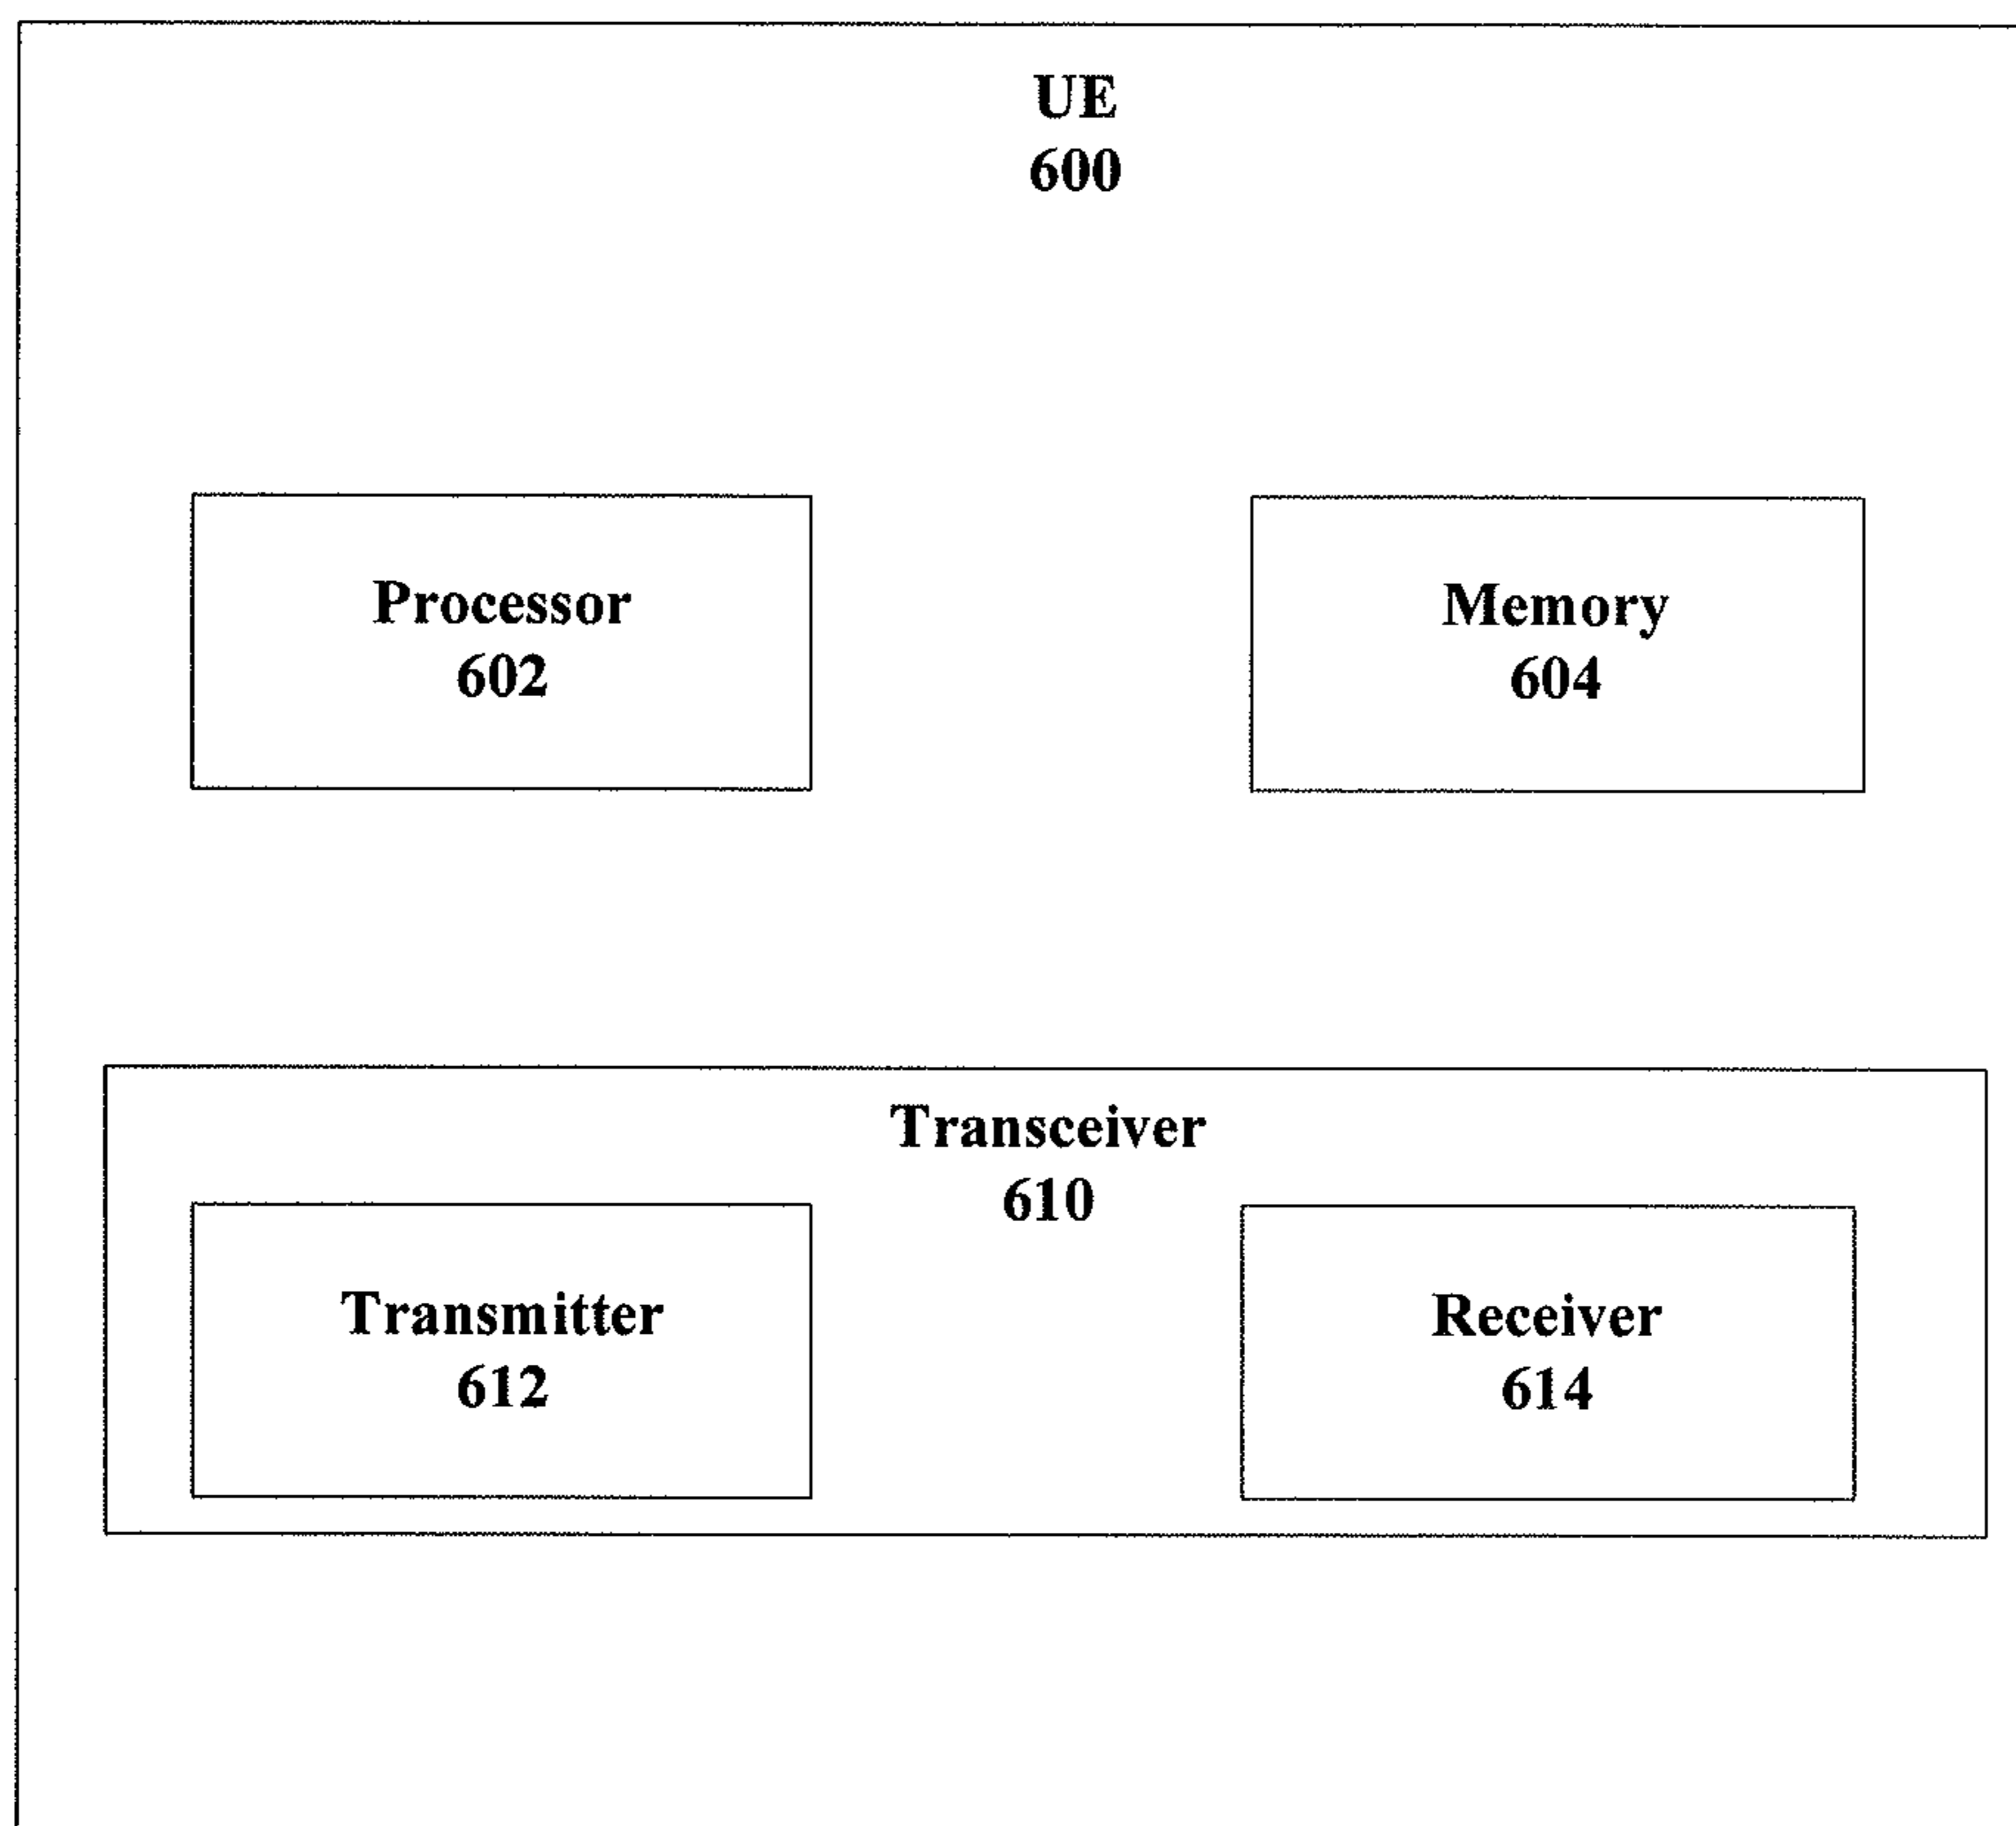 UE
600
Processor
602
Memory
604
Transceiver
610
Transmitter
612
Receiver
614